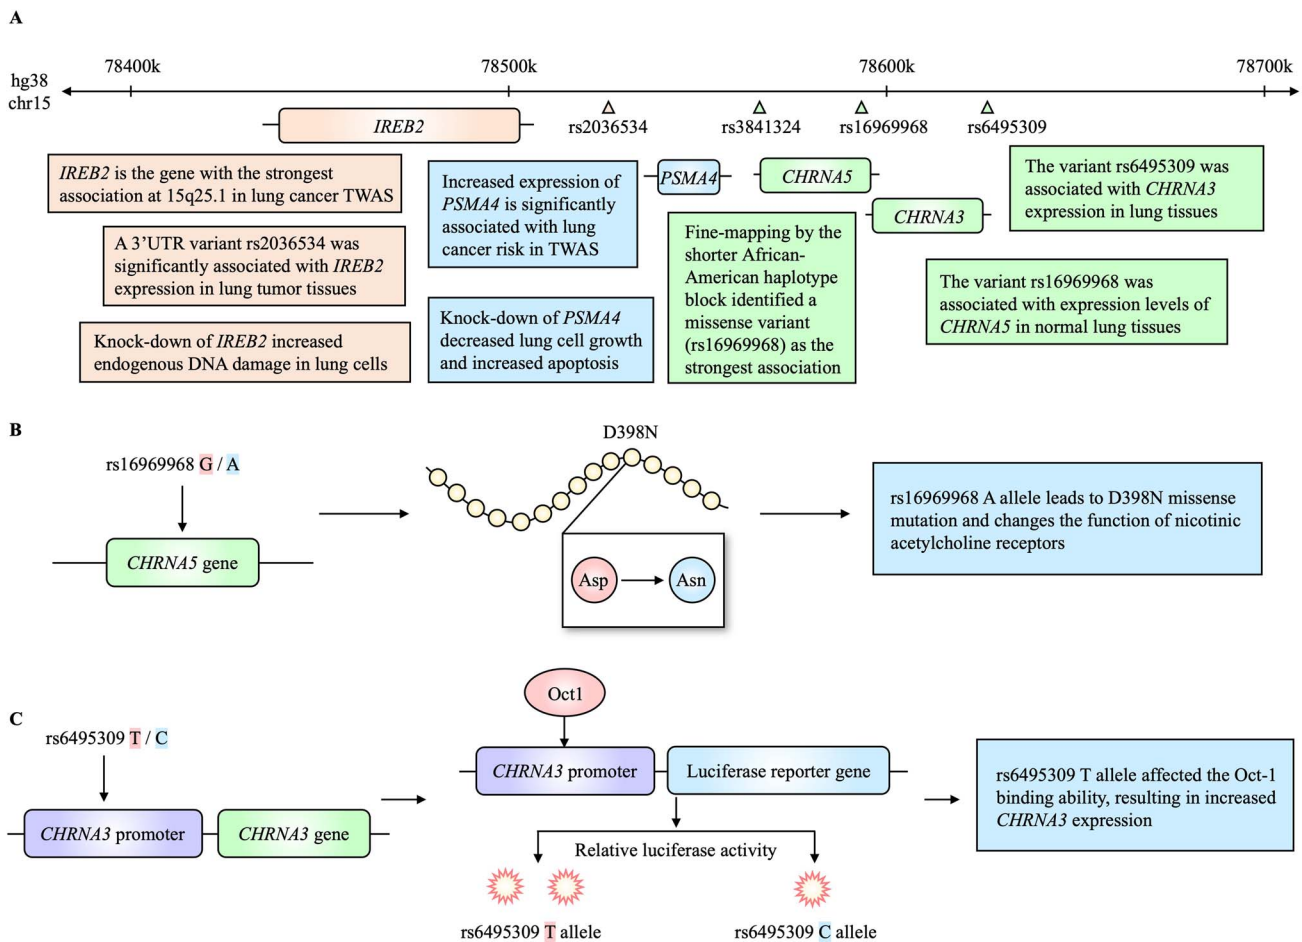 A
78400k
78500k
78600k
78700k
hg38
chr15
IREB2
rs2036534
rs3841324
rs16969968
rs6495309
IREB2 is the gene with the strongest
association at 15q25.1 in lung cancer TWAS
A 3’UTR variant rs2036534 was
significantly associated with IREB2
expression in lung tumor tissues
Knock-down of IREB2 increased
endogenous DNA damage in lung cells
Increased expression of
PSMA4 is significantly
associated with lung
cancer risk in TWAS
Knock-down of PSMA4
decreased lung cell growth
and increased apoptosis
PSMA4
CHRNA5
CHRNA3
Fine-mapping by the
shorter African-
American haplotype
block identified a
missense variant
(rs16969968) as the
strongest association
The variant rs6495309 was
associated with CHRNA3
expression in lung tissues
The variant rs16969968 was
associated with expression levels of
CHRNA5 in normal lung tissues
B
rs16969968 G / A
CHRNA5 gene
D398N
Asp
Asn
rs16969968 A allele leads to D398N missense
mutation and changes the function of nicotinic
acetylcholine receptors
C
rs6495309 T / C
CHRNA3 promoter
CHRNA3 gene
Oct1
CHRNA3 promoter
Luciferase reporter gene
Relative luciferase activity
rs6495309 T allele
rs6495309 C allele
rs6495309 T allele affected the Oct-1
binding ability, resulting in increased
CHRNA3 expression